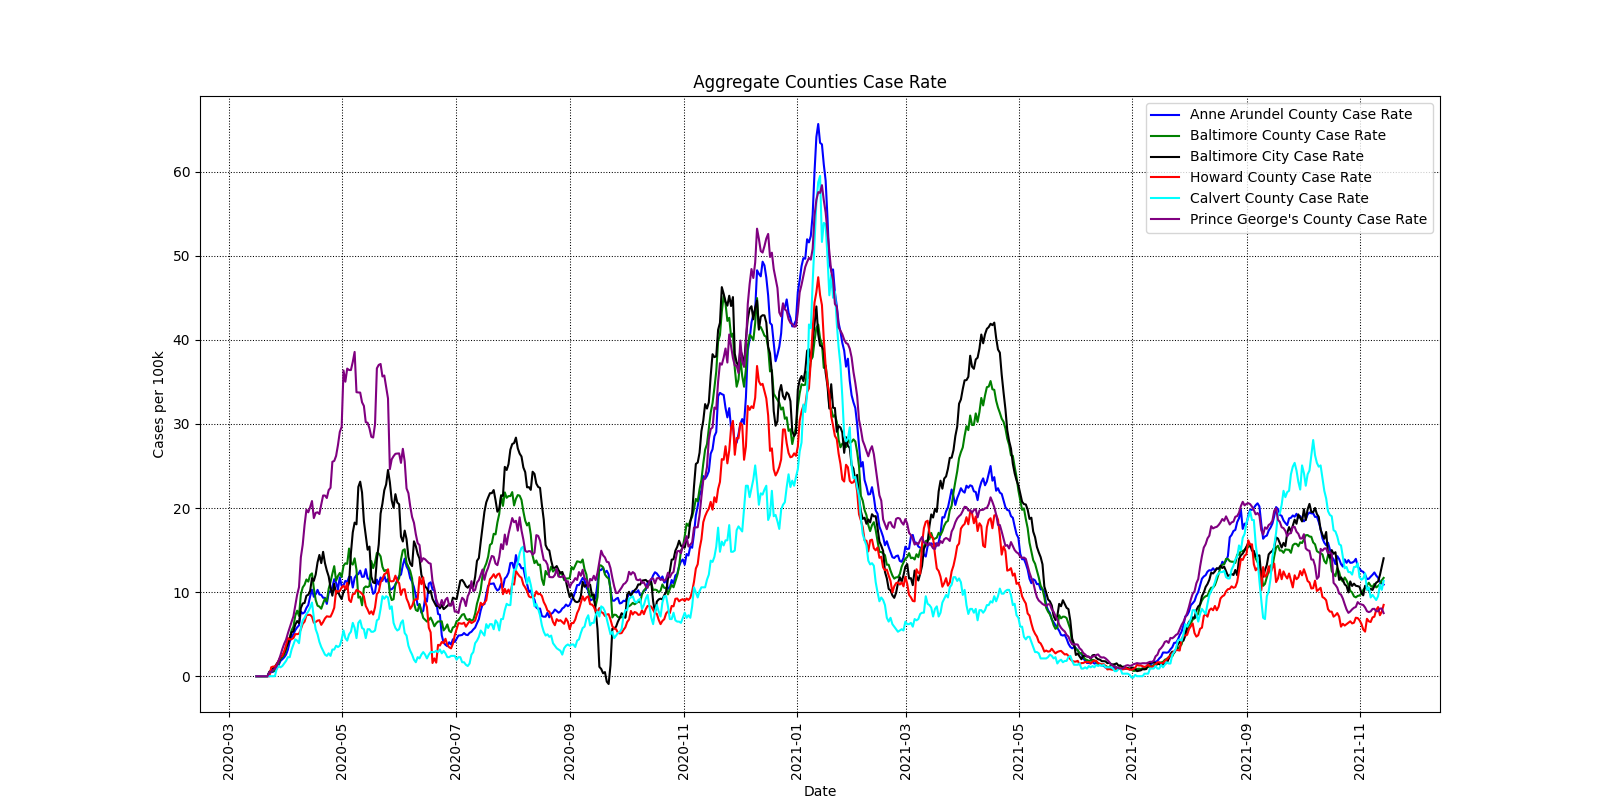 Aggregate Counties Case Rate
Anne Arundel County Case Rate
Baltimore County Case Rate
Baltimore City Case Rate
Howard County Case Rate
Calvert County Case Rate
Prince George's County Case Rate
Cases per 100k
60
50
40
30
20
10
0
2020-03
2020-05
2020-07
2020-09
2020-11
2021-01
2021-03
2021-05
2021-07
2021-09
2021-11
Date